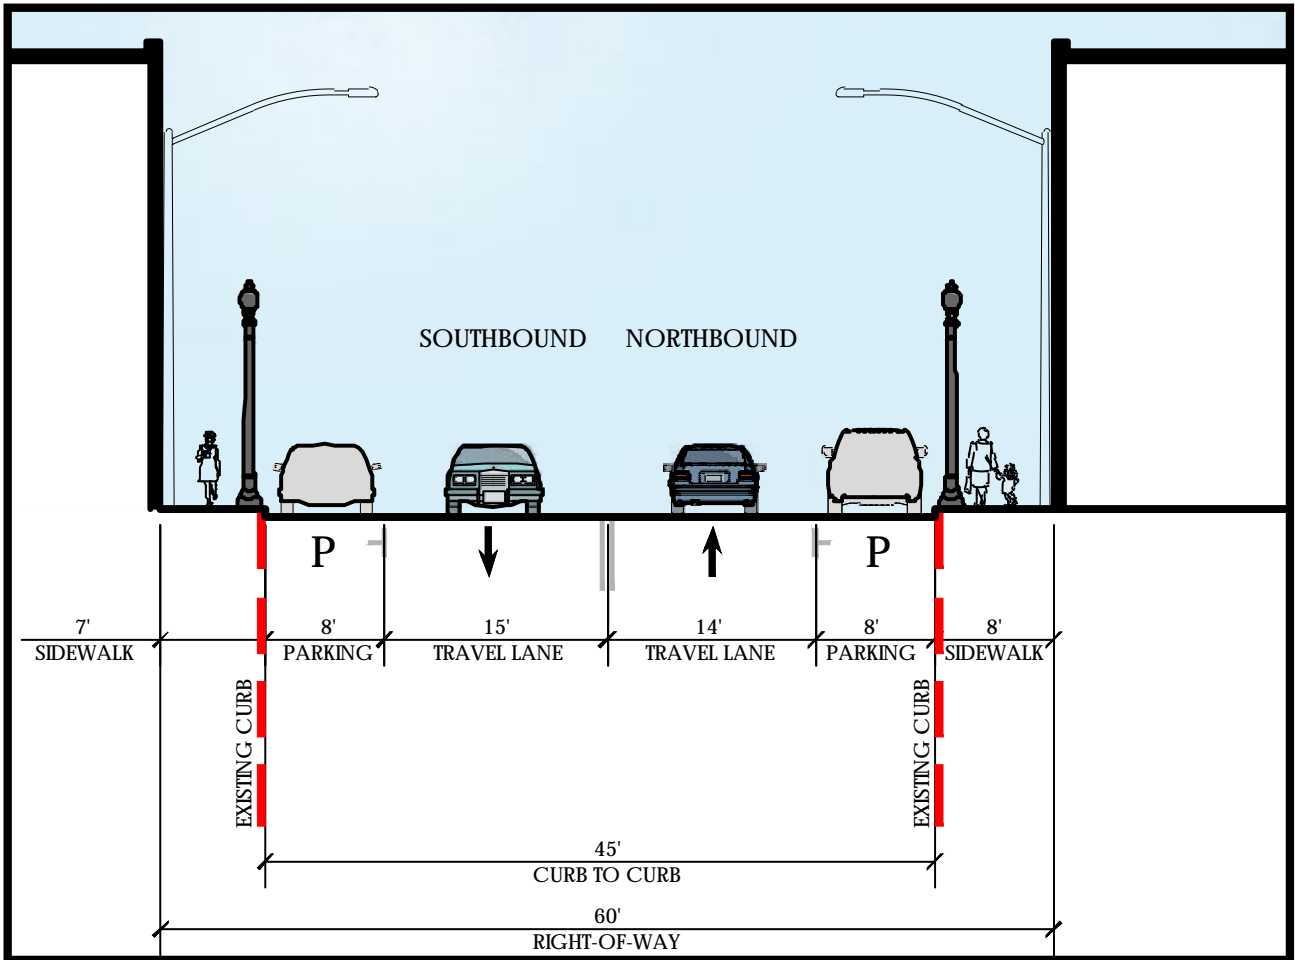 SOUTHBOUND NORTHBOUND
P P
7' 8' 15' 14' 8' 8'
SIDEWALK PARKING TRAVEL LANE TRAVEL LANE PARKING SIDEWALK
EXISTING CURB
EXISTING CURB
45'
CURB TO CURB
60'
RIGHT-OF-WAY